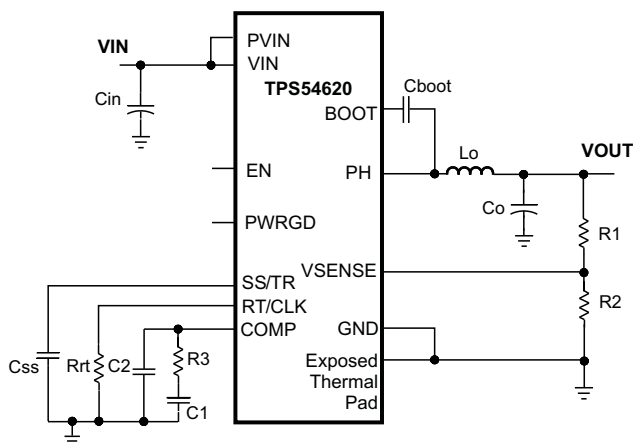 VIN
PVIN
VIN
TPS54620
Cboot
Cin
BOOT
Lo
VOUT
EN
PH
Co
R1
PWRGD
VSENSE
SS/TR
R2
RT/CLK
COMP
GND
Css
Rrt
C2
R3
C1
Exposed
Thermal
Pad